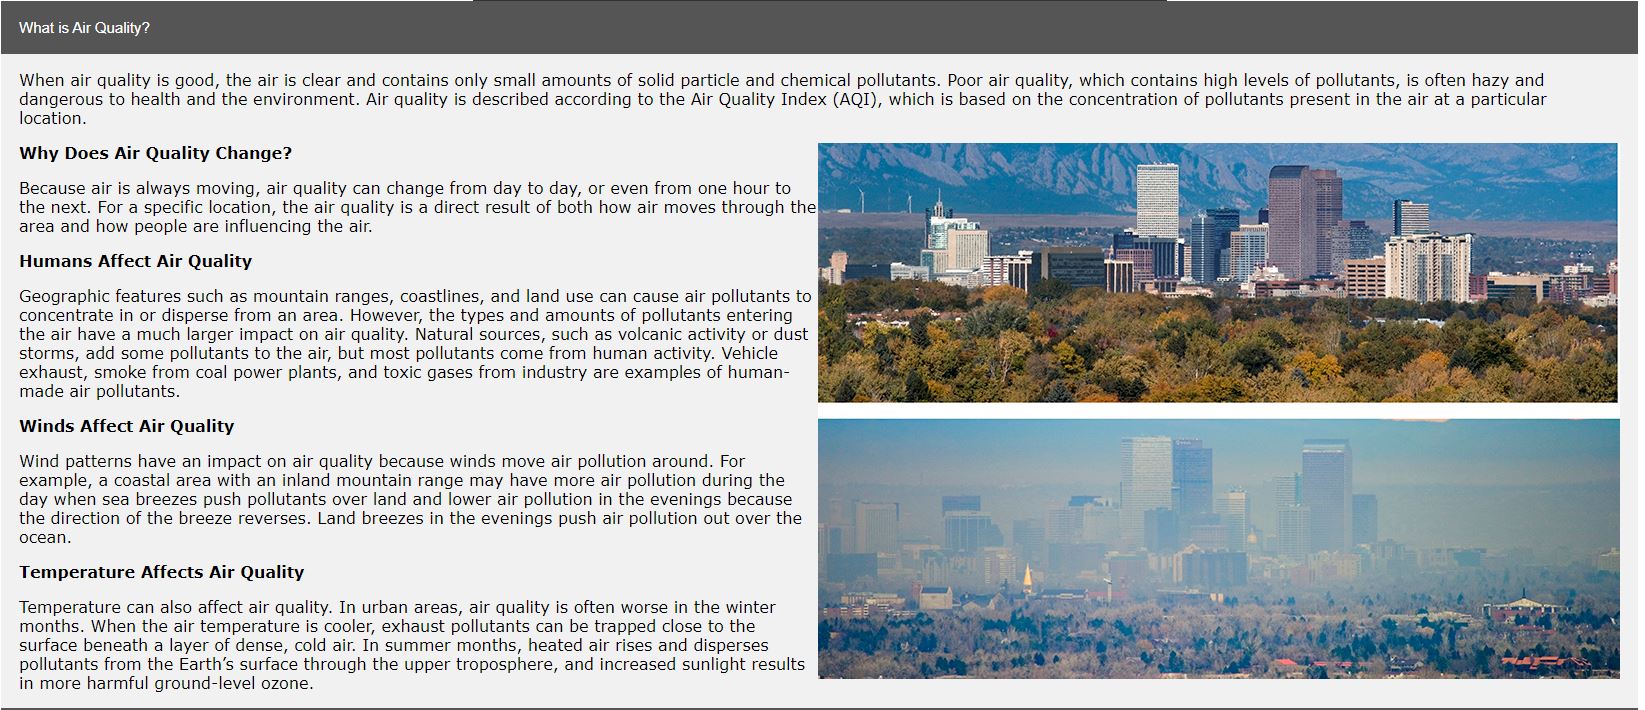 What is Air Quality?
When air quality is good, the air is clear and contains only small amounts of solid particle and chemical pollutants. Poor air quality, which contains high levels of pollutants, is often hazy and
dangerous to health and the environment. Air quality is described according to the Air Quality Index (AQI), which is based on the concentration of pollutants present in the air at a particular
location.
Why Does Air Quality Change?
Because air is always moving, air quality can change from day to day, or even from one hour to
the next. For a specific location, the air quality is a direct result of both how air moves through the
area and how people are influencing the air.
Humans Affect Air Quality
Geographic features such as mountain ranges, coastlines, and land use can cause air pollutants to
concentrate in or disperse from an area. However, the types and amounts of pollutants entering
the air have a much larger impact on air quality. Natural sources, such as volcanic activity or dust
storms, add some pollutants to the air, but most pollutants come from human activity. Vehicle
exhaust, smoke from coal power plants, and toxic gases from industry are examples of human-
made air pollutants.
Winds Affect Air Quality
Wind patterns have an impact on air quality because winds move air pollution around. For
example, a coastal area with an inland mountain range may have more air pollution during the
day when sea breezes push pollutants over land and lower air pollution in the evenings because
the direction of the breeze reverses. Land breezes in the evenings push air pollution out over the
ocean.
Temperature Affects Air Quality
Temperature can also affect air quality. In urban areas, air quality is often worse in the winter
months. When the air temperature is cooler, exhaust pollutants can be trapped close to the
surface beneath a layer of dense, cold air. In summer months, heated air rises and disperses
pollutants from the Earth’s surface through the upper troposphere, and increased sunlight results
in more harmful ground-level ozone.